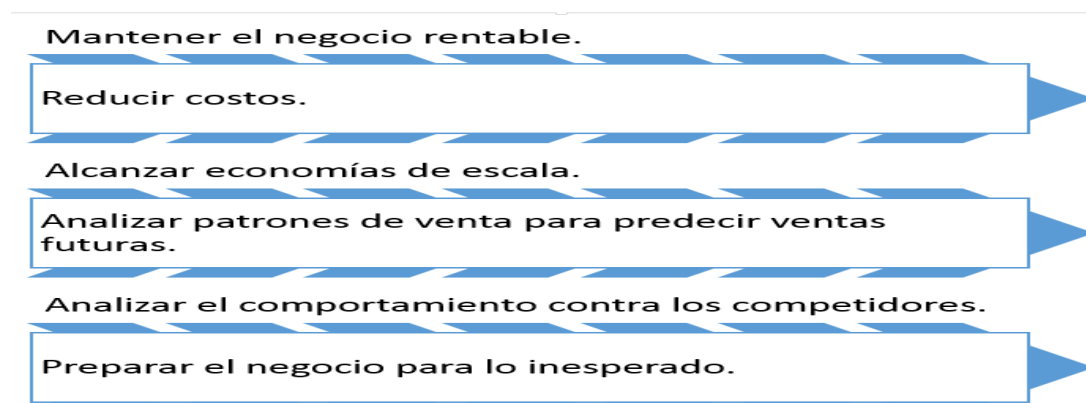 Mantener el negocio rentable.
Reducir costos.
Alcanzar economías de escala.
Analizar patrones de venta para predecir ventas
futuras.
Analizar el comportamiento contra los competidores.
Preparar el negocio para lo inesperado.